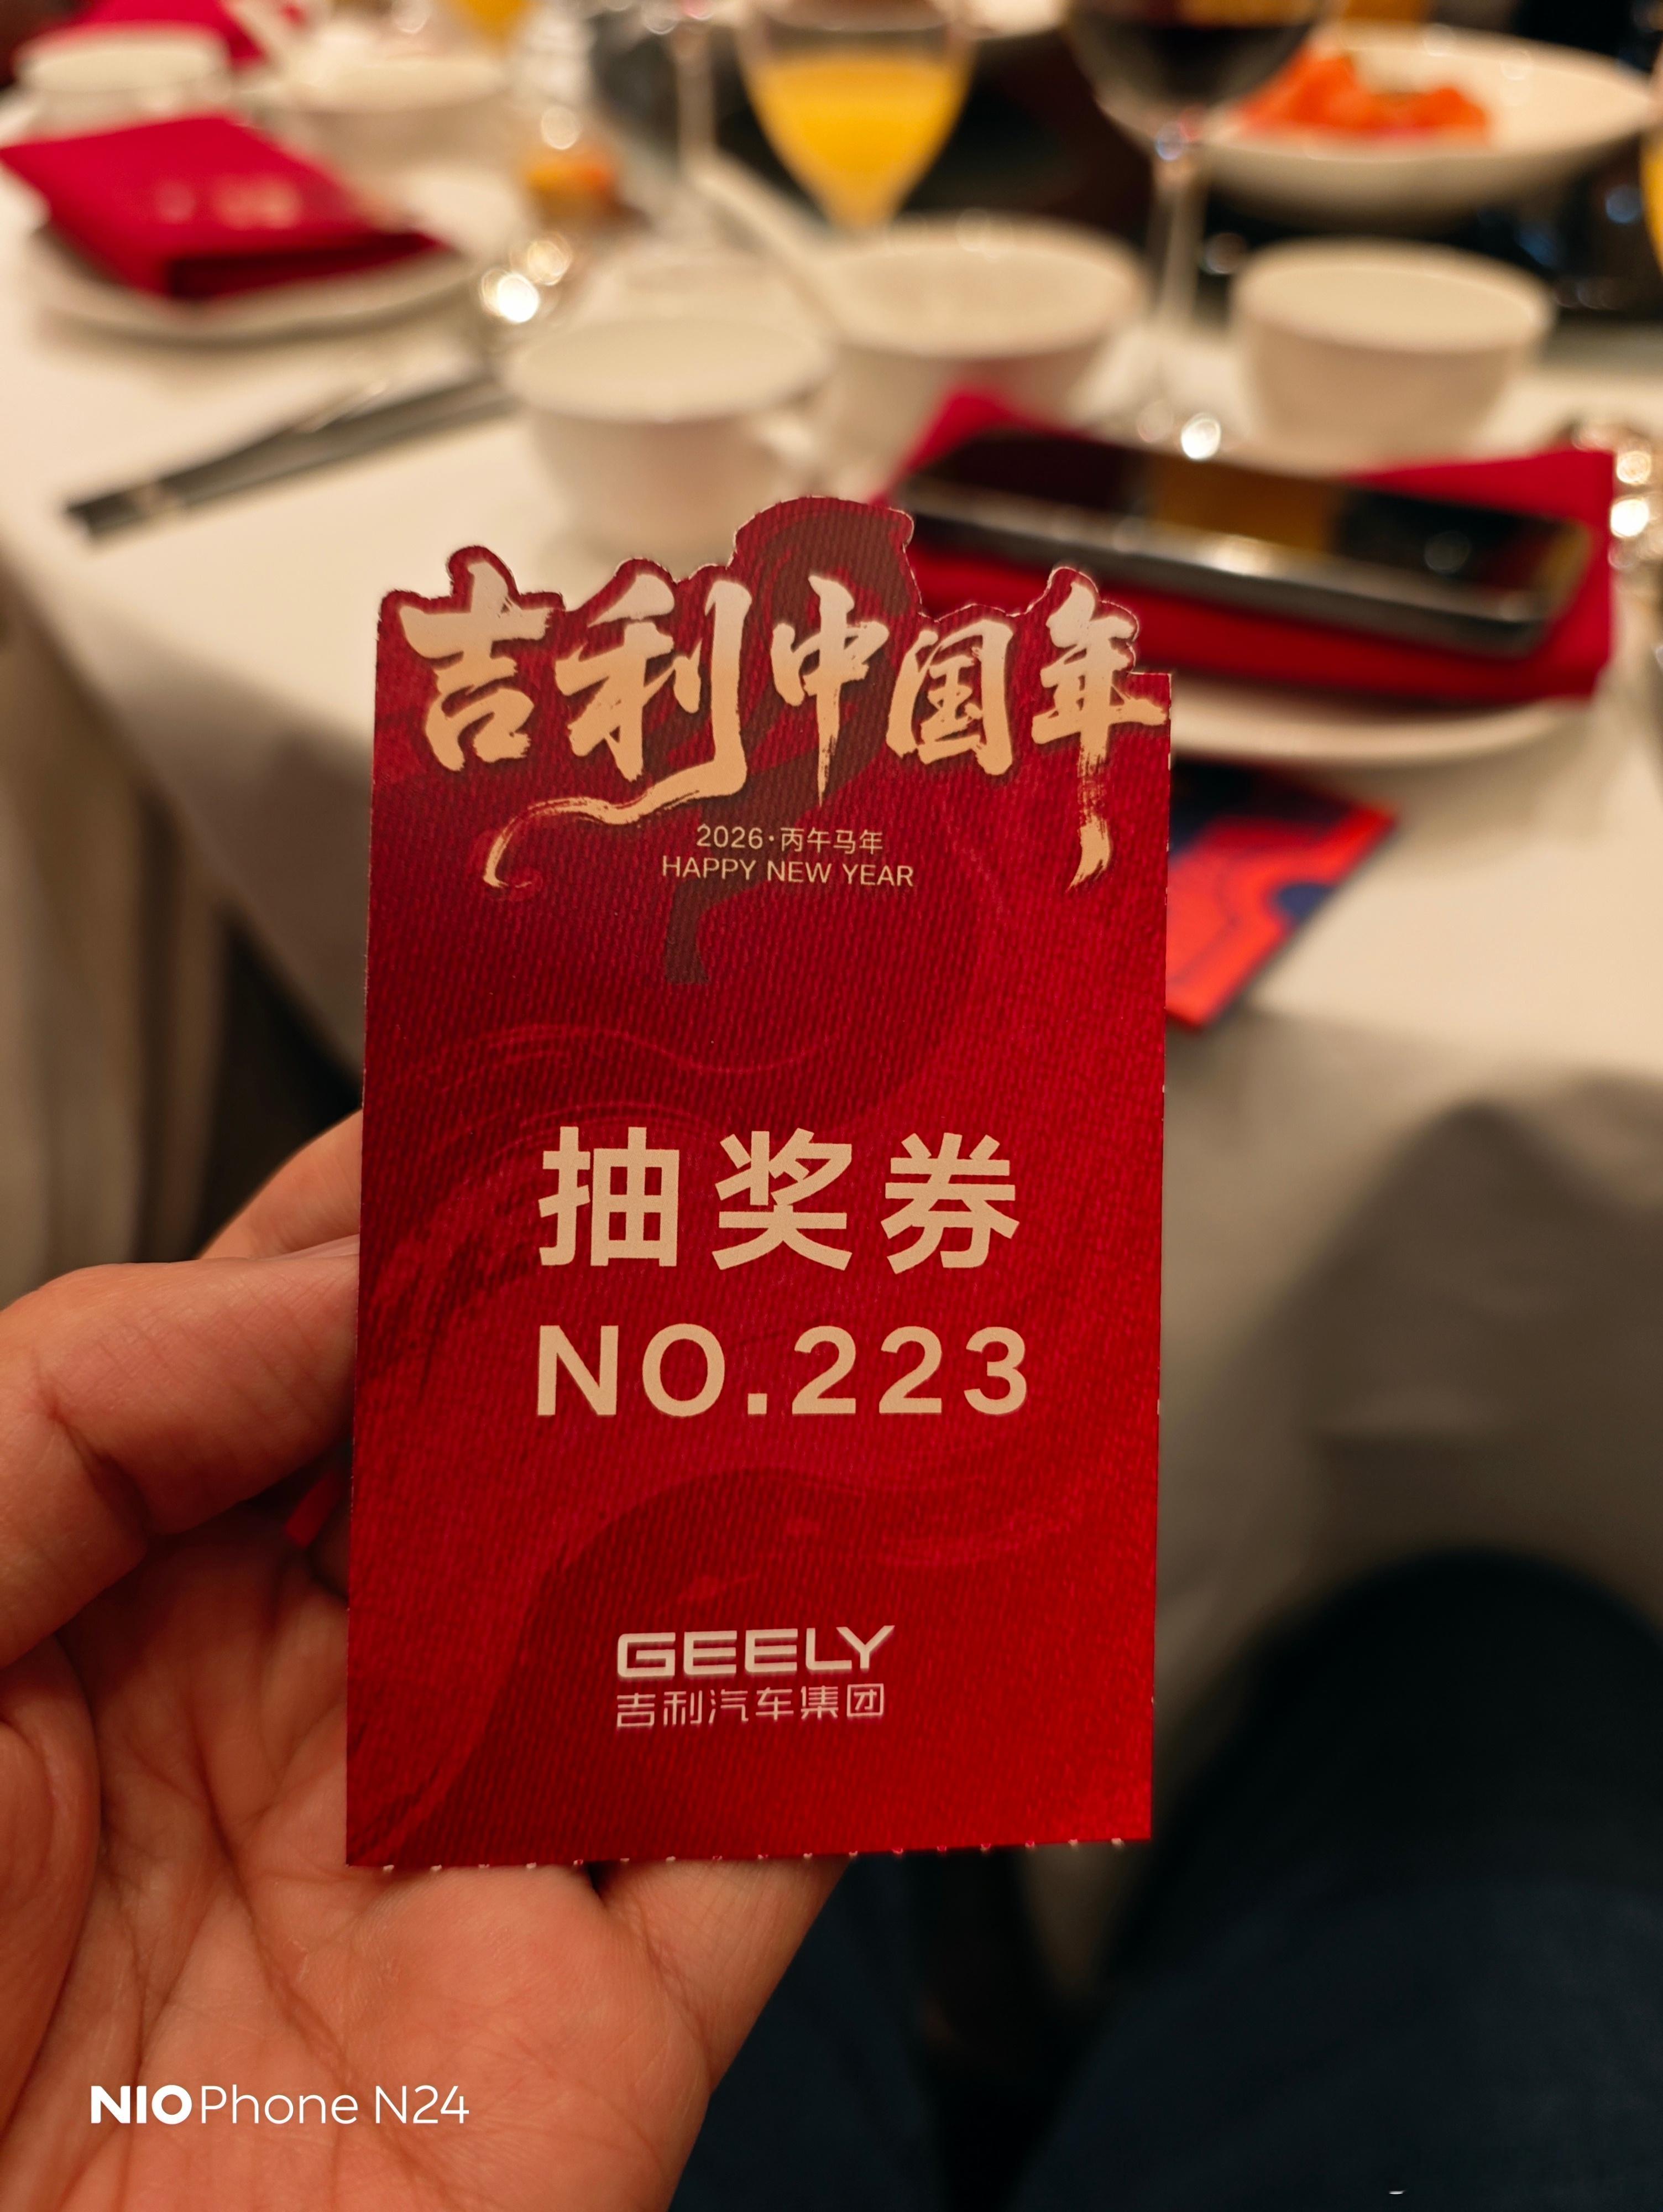 吉利中国年
2026·丙午马年
HAPPY NEW YEAR
抽奖券
NO.223
GEELY
吉利汽车集团
NIO Phone N24